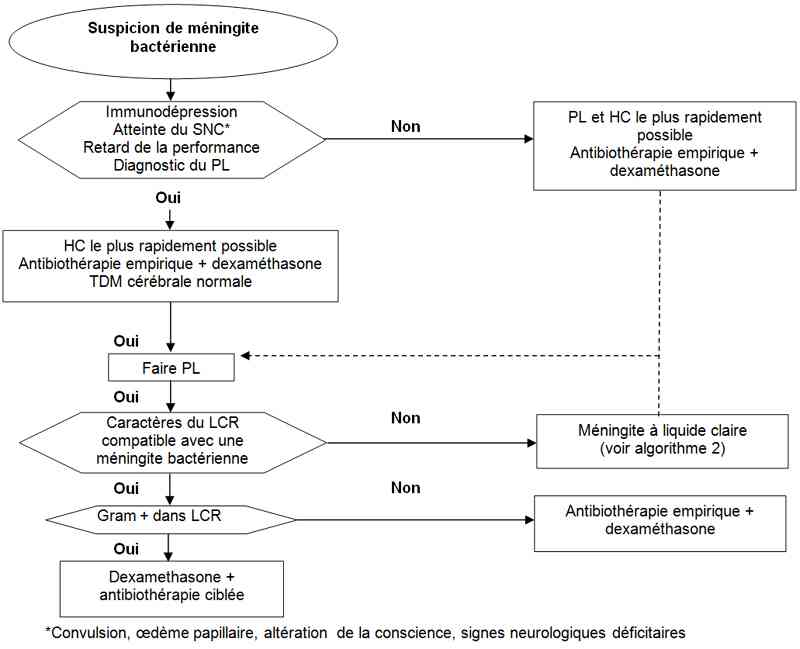 Suspicion de méningite
bactérienne
Immunodépression
Atteinte du SNC*
Retard de la performance
Diagnostic du PL
Non
PL et HC le plus rapidement
possible
Antibiothérapie empirique +
dexaméthasone
Oui
HC le plus rapidement possible
Antibiothérapie empirique + dexaméthasone
TDM cérébrale normale
Oui
Faire PL
Oui
Caractères du LCR
compatible avec une
méningite bactérienne
Non
Méningite à liquide claire
(voir algorithme 2)
Oui
Gram + dans LCR
Non
Antibiothérapie empirique +
dexaméthasone
Oui
Dexamethasone +
antibiothérapie ciblée
*Convulsion, œdème papillaire, altération de la conscience, signes neurologiques déficitaires